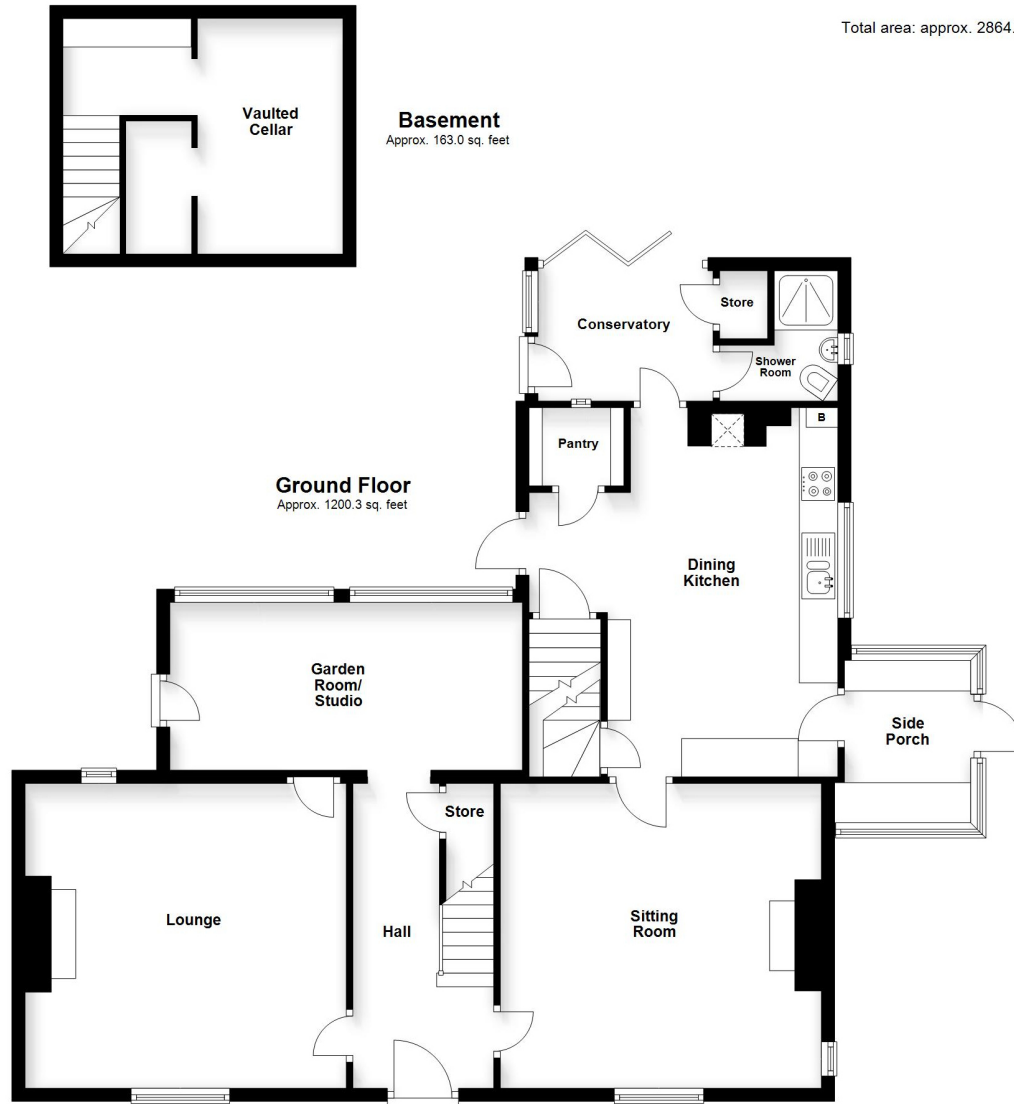 Total area: approx. 2864.
Vaulted
Cellar
Basement
Approx. 163.0 sq. feet
Store
Conservatory
Shower
Room
B
Pantry
Ground Floor
Approx. 1200.3 sq. feet
Dining
Kitchen
Garden
Room/
Studio
Side
Porch
Store
Lounge
Hall
Sitting
Room